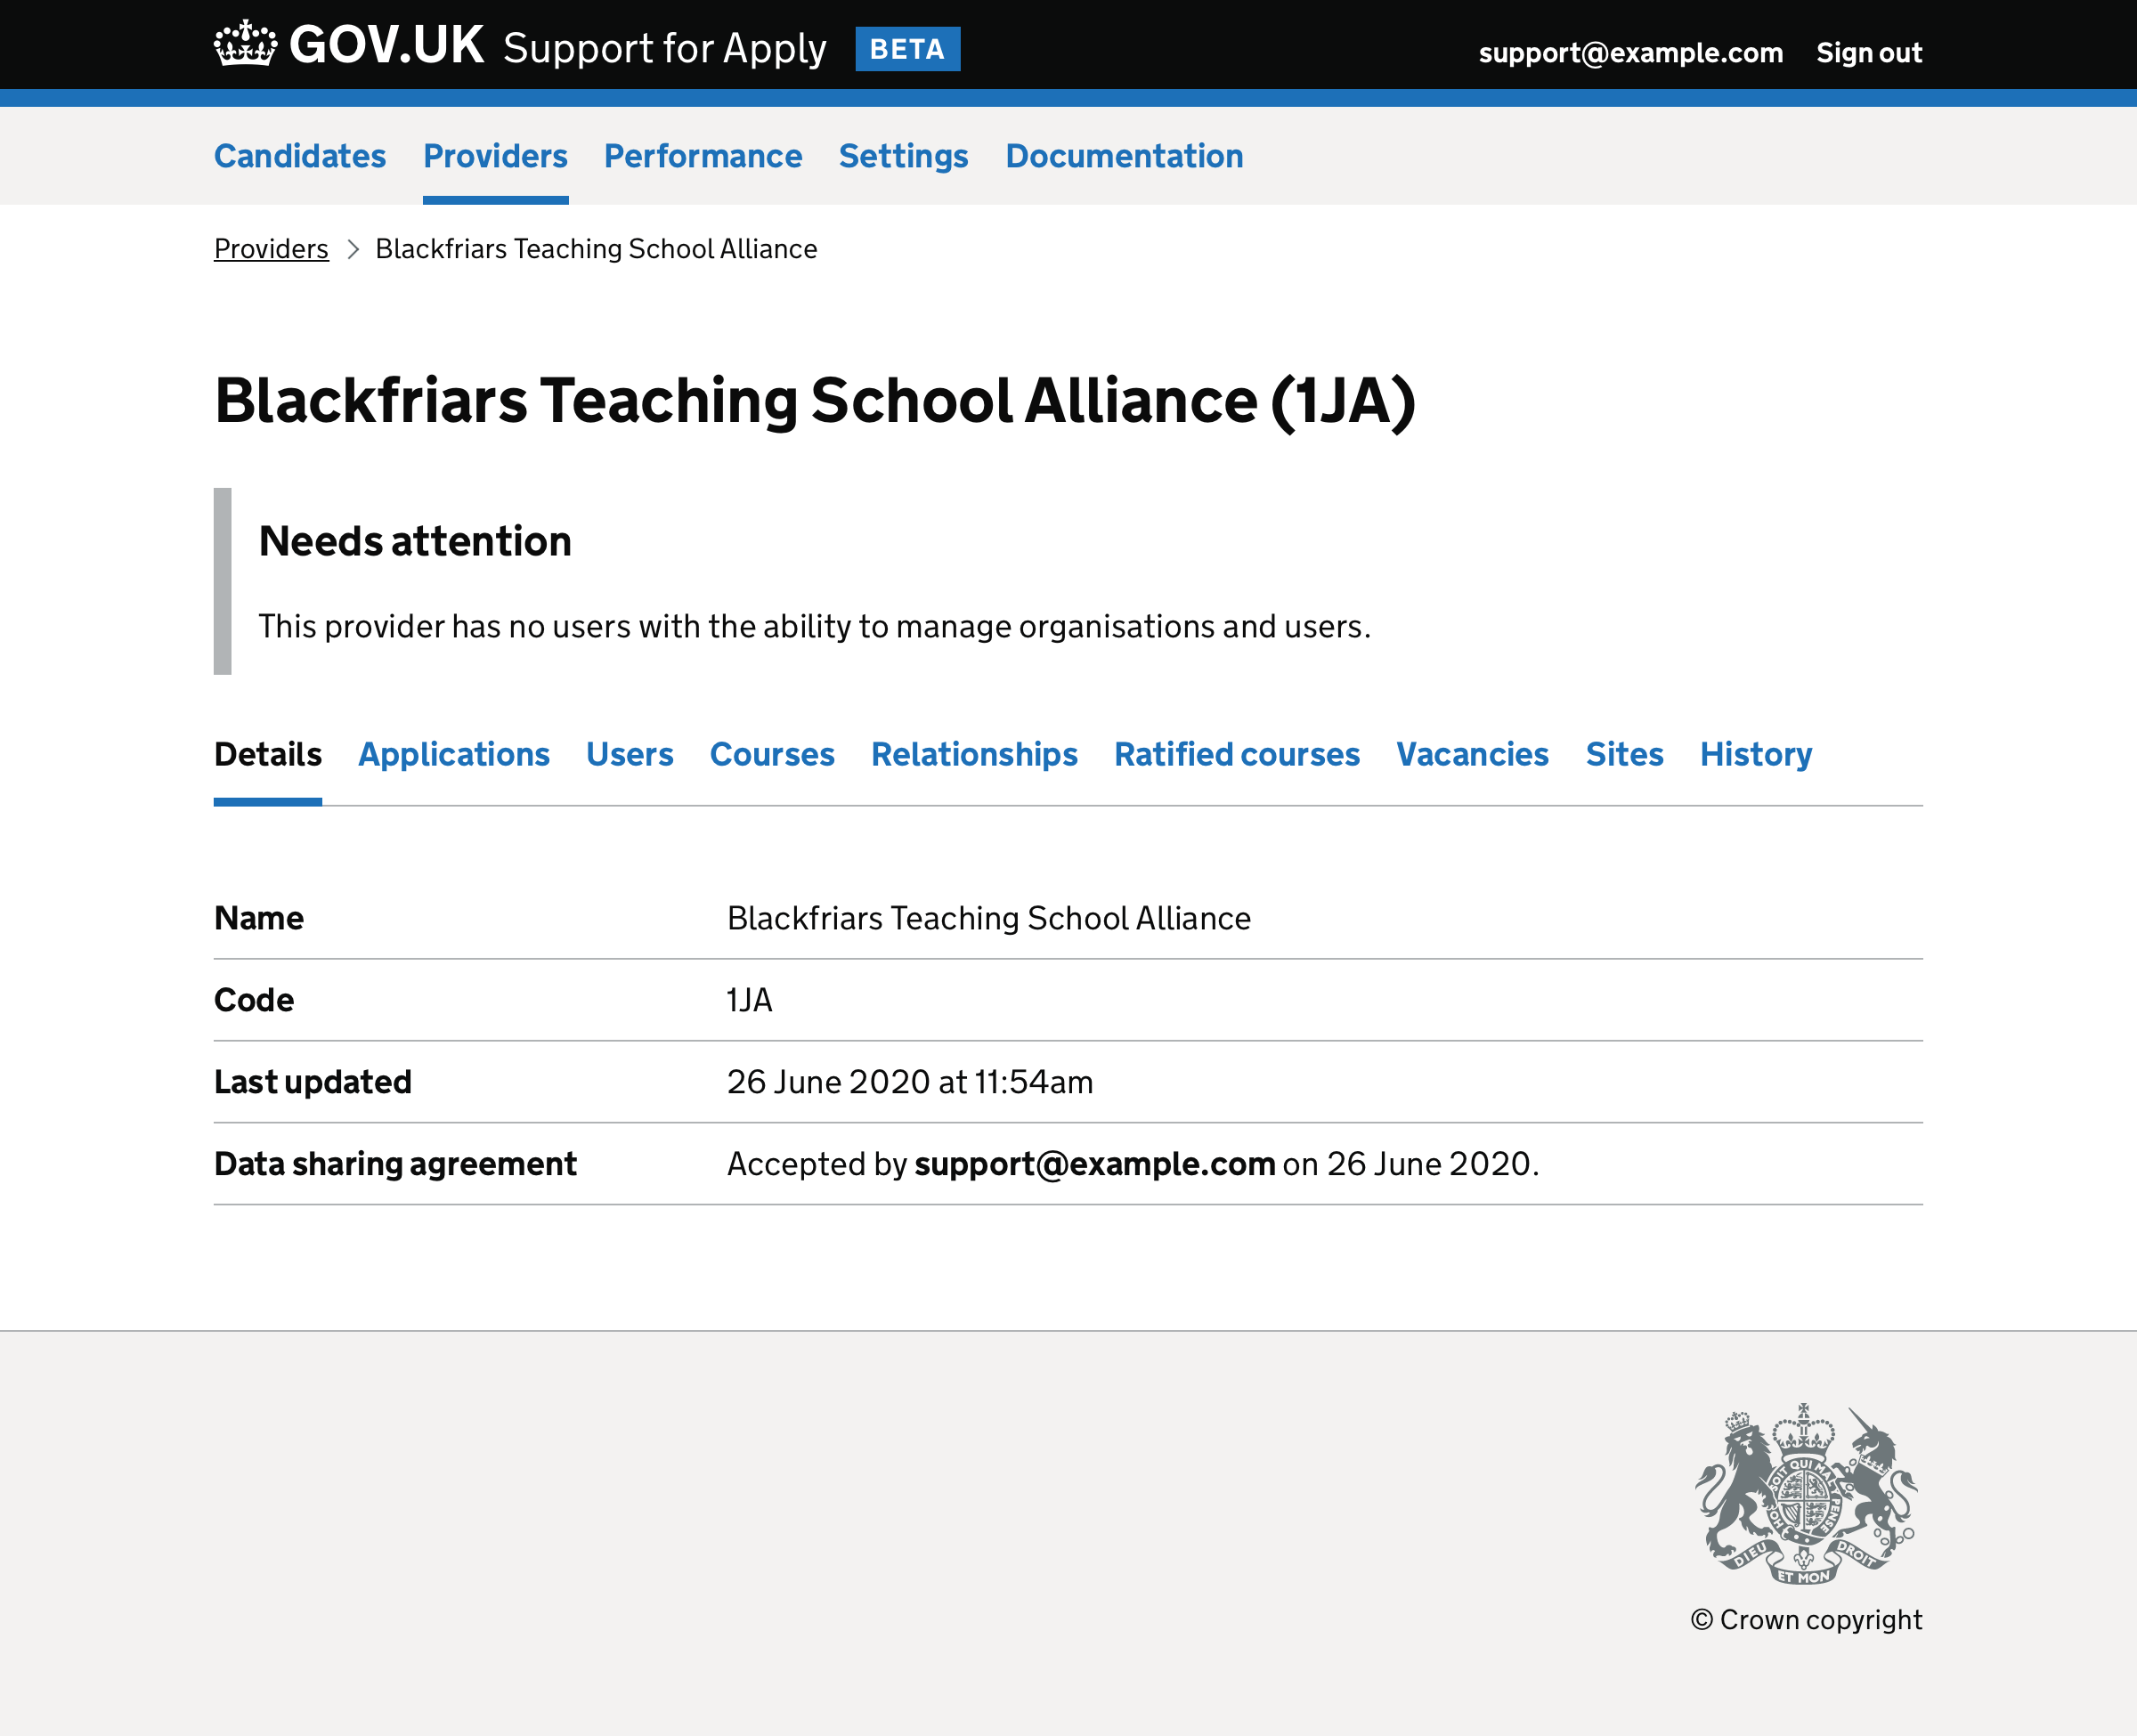 GOV.UK Support for Apply BETA support@example.com Sign out
Candidates Providers Performance Settings Documentation
Providers Blackfriars Teaching School Alliance
Blackfriars Teaching School Alliance (1JA)
Needs attention
This provider has no users with the ability to manage organisations and users.
Details Applications Users Courses Relationships Ratified courses Vacancies Sites History
Name Blackfriars Teaching School Alliance
Code 1JA
Last updated 26 June 2020 at 11:54am
Data sharing agreement Accepted by support@example.com on 26 June 2020.
SOIT QUI MAL PENSE
HO
DIEU ET MON DROIT
© Crown copyright